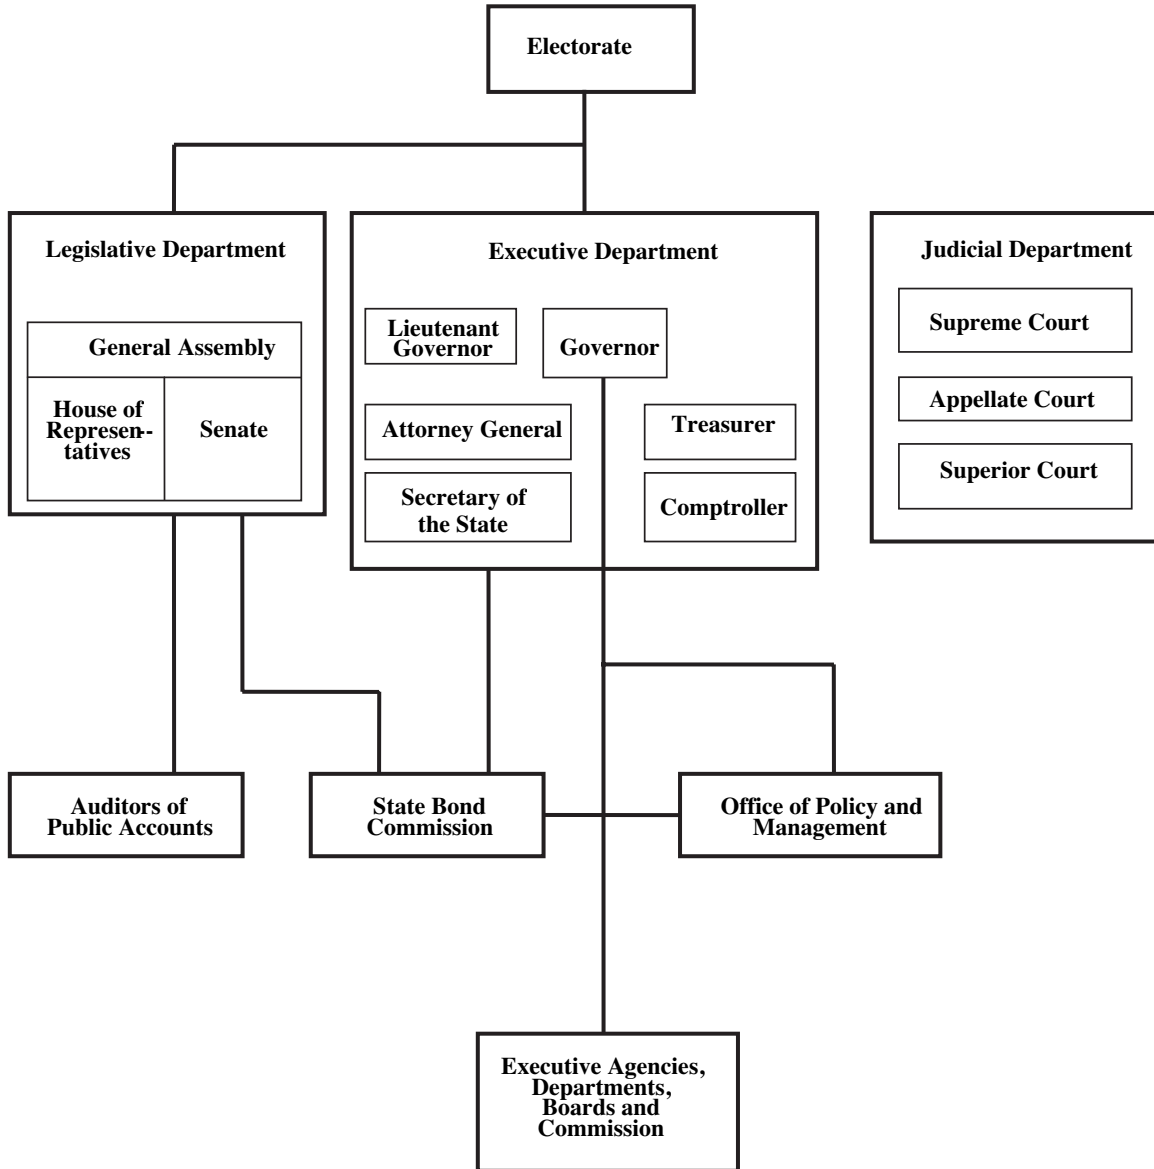 Electorate
Legislative Department
General Assembly
House of
Represen--
tatives
Senate
Executive Department
Lieutenant
Governor
Governor
Attorney General
Treasurer
Secretary of
the State
Comptroller
Judicial Department
Supreme Court
Appellate Court
Superior Court
Auditors of
Public Accounts
State Bond
Commission
Office of Policy and
Management
Executive Agencies,
Departments,
Boards and
Commission